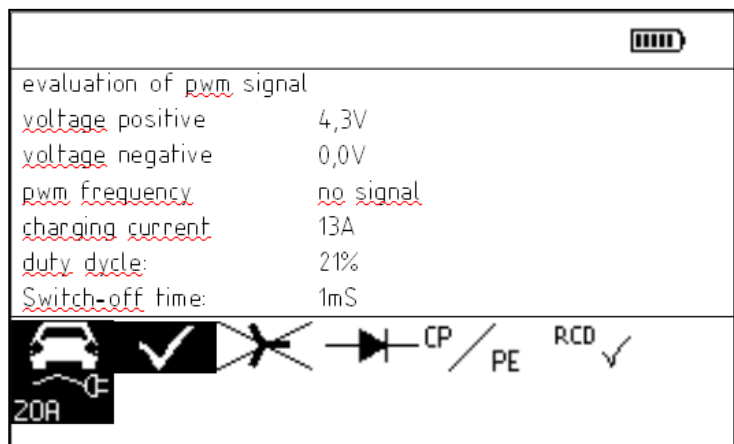 evaluation of pwm signal
voltage positive 4,3V
voltage negative 0,0V
pwm frequency no signal
charging current 13A
duty dycle: 21%
Switch-off time: 1mS
CP/PE RCD
20A